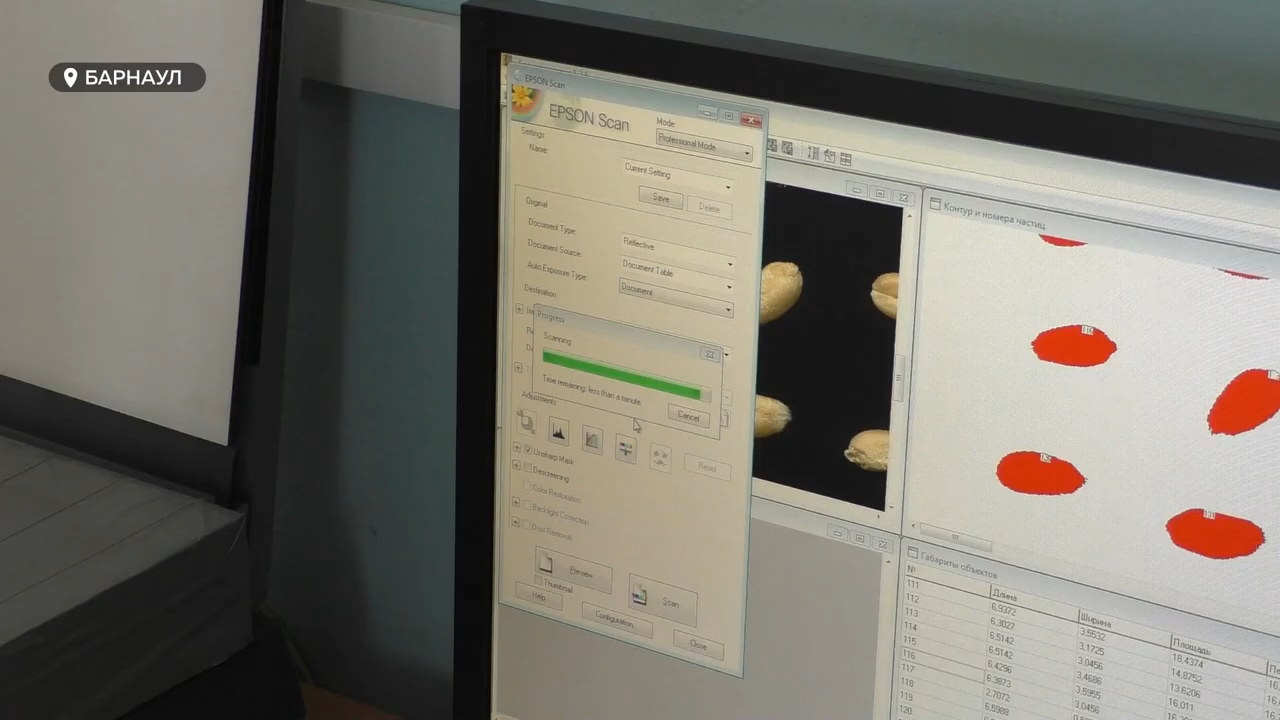 БАРНАУЛ
EPSON Scan
EPSON Scan
Mode:
Professional Mode
Settings
Name:
Current Setting
Save
Delete
Original
Document Type:
Reflective
Document Source:
Document Table
Auto Exposure Type:
Document
Destination
Progress
Scanning
Time remaining: less than a minute.
Cancel
Adjustments
Reset
Unsharp Mask
Descreening
Color Restoration
Backlight Correction
Dust Removal
Preview
Thumbnail
Scan
Help
Configuration...
Close
Контур и номера частиц
116
Габариты объектов
№ Длина Ширина Площадь
111 6,9372 3,5532 18,4374
112 6,3027 3,1725 14,8752
113 6,5142 3,0456 13,6206
114 6,5142 3,4686 16,011
115 6,4296 3,5955
116 6,3873 3,0456
117 2,7072
118 6,5988
119
120